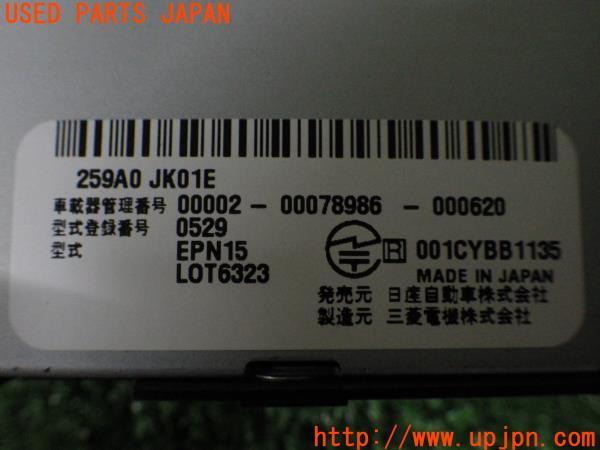 USED PARTS JAPAN
259A0 JK01E
車載器管理番号 00002 - 00078986 - 000620
型式登録番号 0529
型式 EPN15
LOT6323
R 001CYBB1135
MADE IN JAPAN
発売元 日産自動車株式会社
製造元 三菱電機株式会社
http://www.upjpn.com